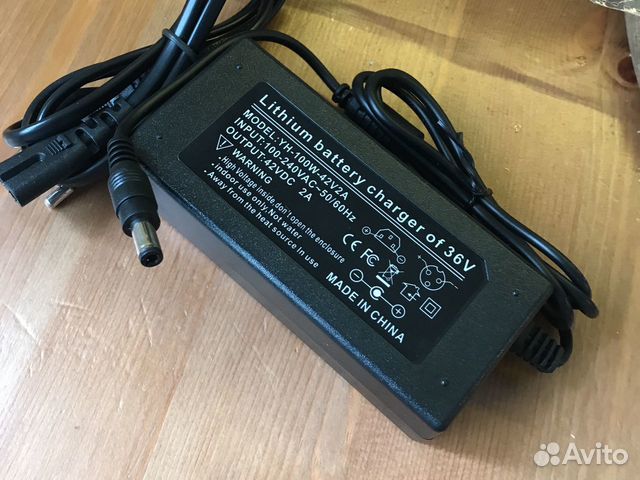 Lithium battery charger of 36V
MODEL:YH-100W-42V2A
INPUT:100-240VAC-50/60Hz
OUTPUT:42VDC 2A
WARNING
.High Voltage inside,don't open the enclosure
.Indoor use only.Not water
.Away from the heat source in use
MADE IN CHINA
Avito